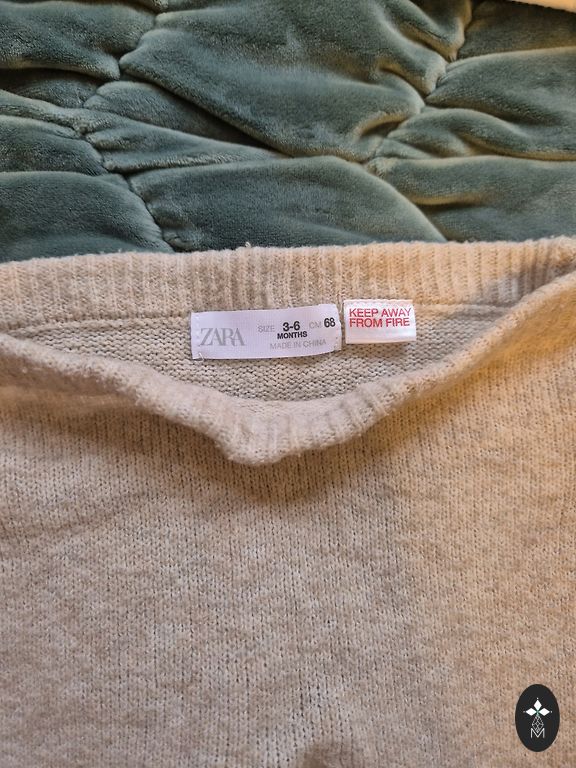 ZARA
SIZE 3-6 CM 68
MONTHS
MADE IN CHINA
KEEP AWAY
FROM FIRE
M